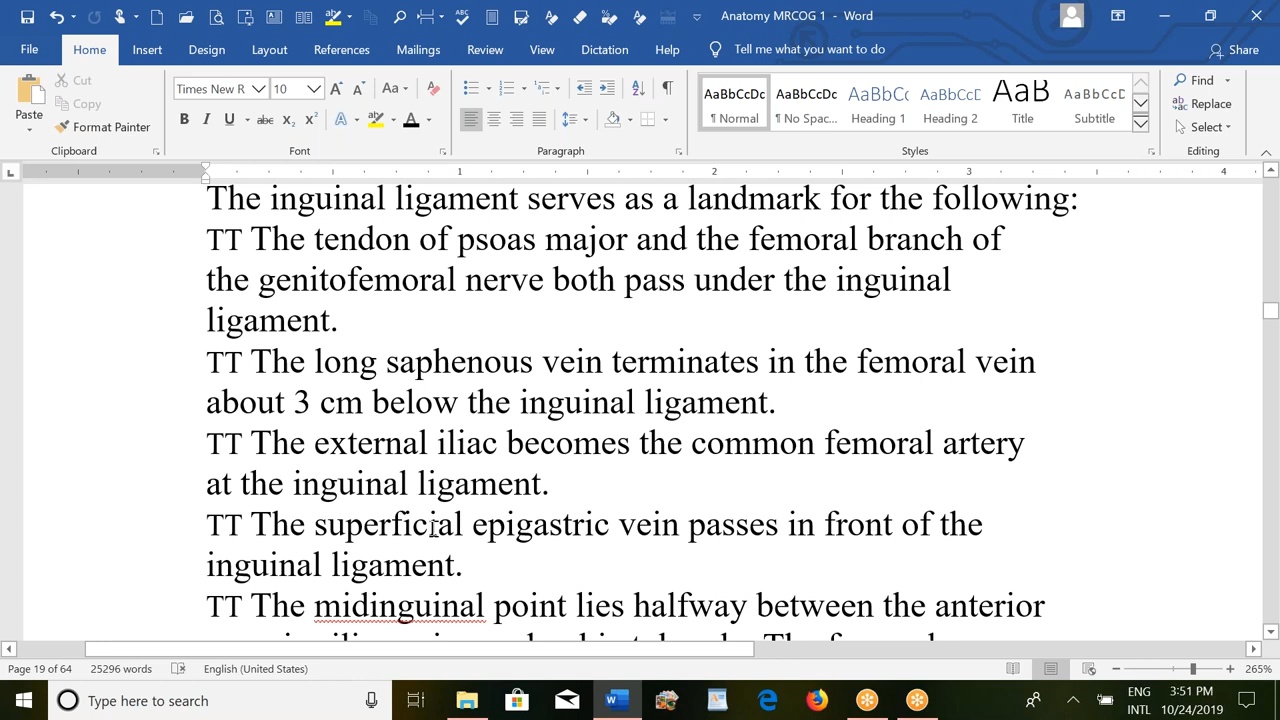 Anatomy MRCOG 1 - Word
File Home Insert Design Layout References Mailings Review View Dictation Help Tell me what you want to do Share
Paste
Cut
Copy
Format Painter
Clipboard
Times New R 10
Font
Paragraph
AaBbCcDc AaBbCcDc AaBbCc AaBbCcD AaB AaBbCcD
¶ Normal ¶ No Spac... Heading 1 Heading 2 Title Subtitle
Styles
Find
Replace
Select
Editing
1 2 3 4
The inguinal ligament serves as a landmark for the following:
TT The tendon of psoas major and the femoral branch of
the genitofemoral nerve both pass under the inguinal
ligament.
TT The long saphenous vein terminates in the femoral vein
about 3 cm below the inguinal ligament.
TT The external iliac becomes the common femoral artery
at the inguinal ligament.
TT The superficial epigastric vein passes in front of the
inguinal ligament.
TT The midinguinal point lies halfway between the anterior
Page 19 of 64 25296 words English (United States) 265%
Type here to search
ENG 3:51 PM
INTL 10/24/2019